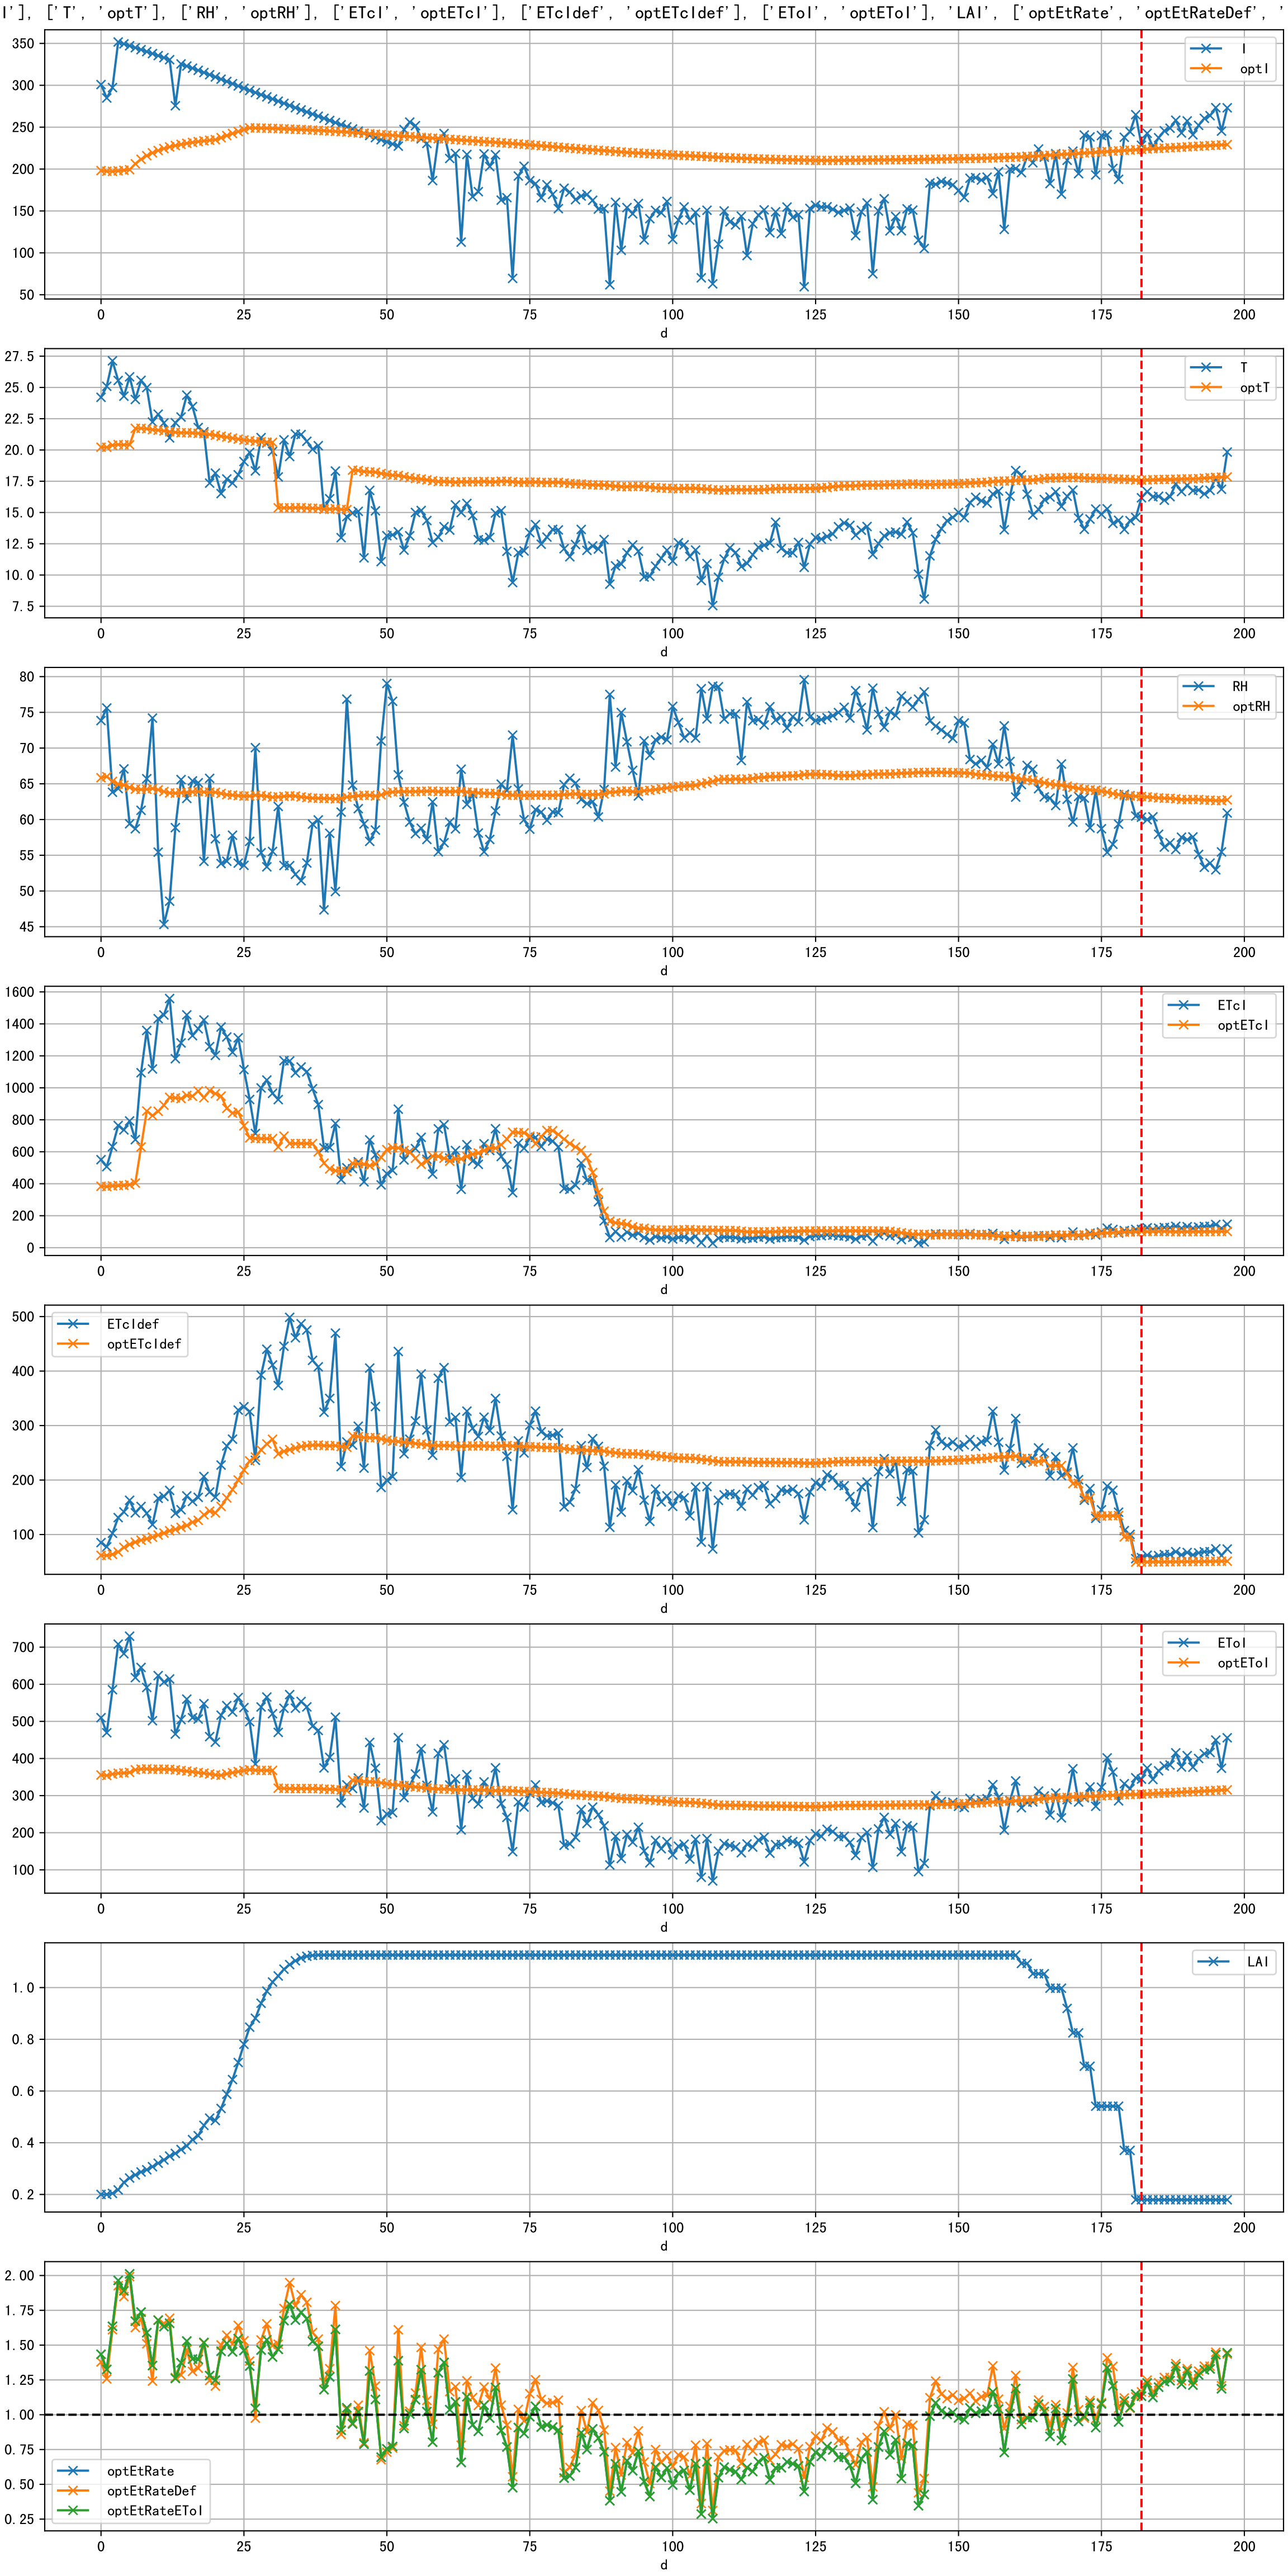 I'], ['T', 'optT'], ['RH', 'optRH'], ['ETcI', 'optETcI'], ['ETcIdef', 'optETcIdef'], ['EToI', 'optEToI'], 'LAI', ['optEtRate', 'optEtRateDef', '
350
300
250
200
150
100
50
I
optI
0 25 50 75 100 125 150 175 200
d
27.5
25.0
22.5
20.0
17.5
15.0
12.5
10.0
7.5
T
optT
0 25 50 75 100 125 150 175 200
d
80
75
70
65
60
55
50
45
RH
optRH
0 25 50 75 100 125 150 175 200
d
1600
1400
1200
1000
800
600
400
200
0
ETcI
optETcI
0 25 50 75 100 125 150 175 200
d
500
400
300
200
100
ETcIdef
optETcIdef
0 25 50 75 100 125 150 175 200
d
700
600
500
400
300
200
100
EToI
optEToI
0 25 50 75 100 125 150 175 200
d
1.0
0.8
0.6
0.4
0.2
LAI
0 25 50 75 100 125 150 175 200
d
2.00
1.75
1.50
1.25
1.00
0.75
0.50
0.25
optEtRate
optEtRateDef
optEtRateEToI
0 25 50 75 100 125 150 175 200
d